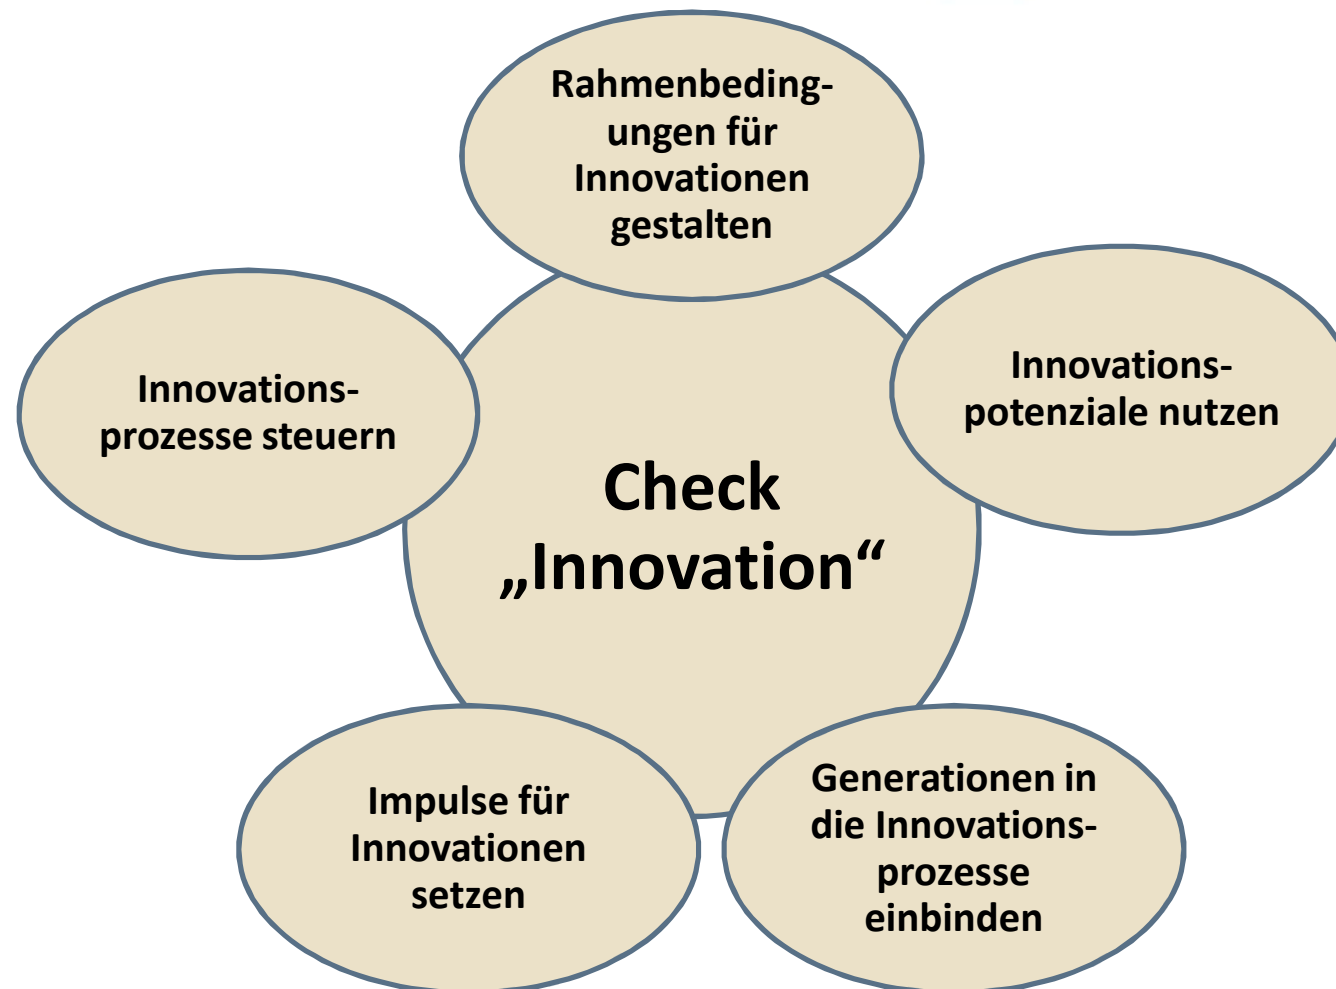 Rahmenbeding-
ungen für
Innovationen
gestalten
Innovations-
potenziale nutzen
Innovations-
prozesse steuern
Check
„Innovation“
Generationen in
die Innovations-
prozesse
einbinden
Impulse für
Innovationen
setzen